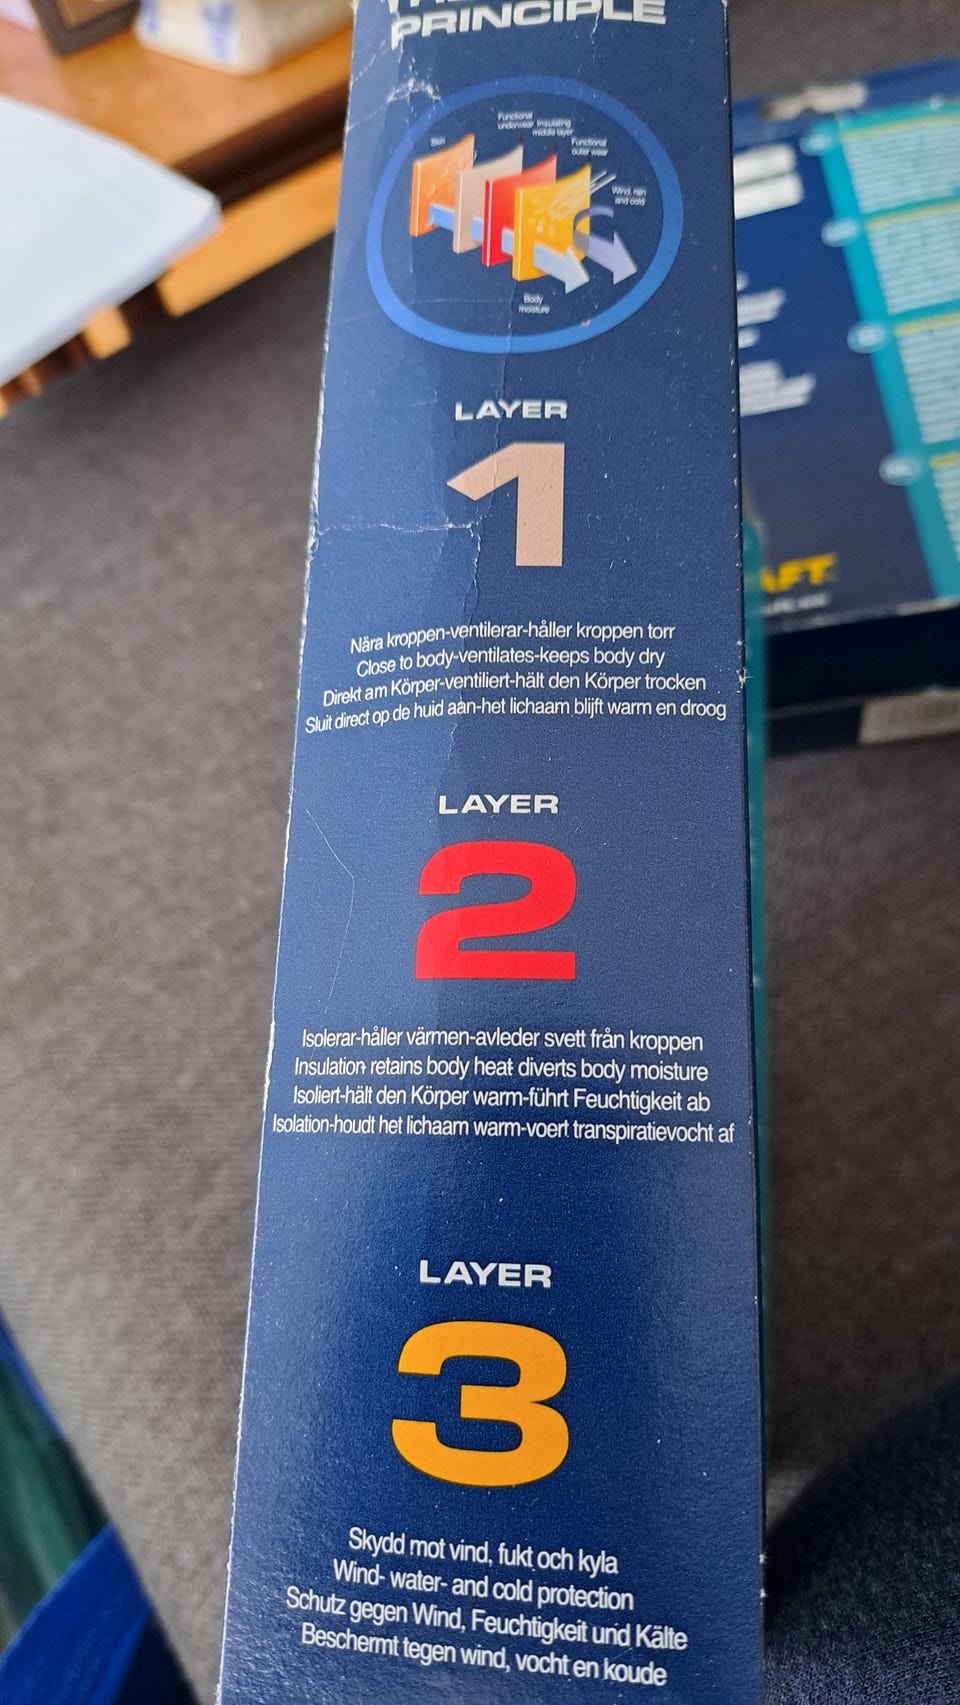 PRINCIPLE
Skin
Functional
underwear
Insulating
middle layer
Functional
outer wear
Wind, rain
and cold
Body
moisture
LAYER
1
Nära kroppen-ventilerar-håller kroppen torr
Close to body-ventilates-keeps body dry
Direkt am Körper-ventiliert-hält den Körper trocken
Sluit direct op de huid aan-het lichaam blijft warm en droog
LAYER
2
Isolerar-håller värmen-avleder svett från kroppen
Insulation- retains body heat- diverts body moisture
Isoliert-hält den Körper warm-führt Feuchtigkeit ab
Isolation-houdt het lichaam warm-voert transpiratievocht af
LAYER
3
Skydd mot vind, fukt och kyla
Wind- water- and cold protection
Schutz gegen Wind, Feuchtigkeit und Kälte
Beschermt tegen wind, vocht en koude
AFT